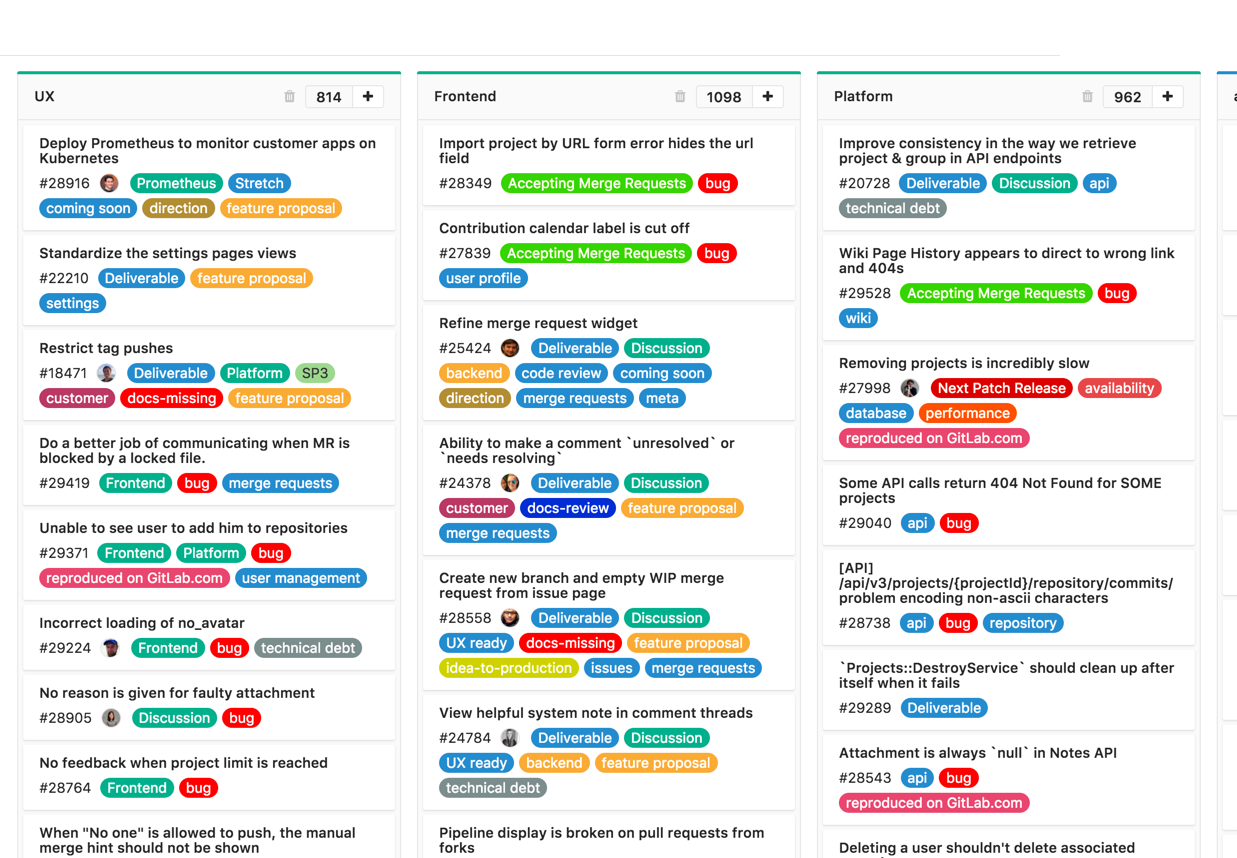 UX
814
+
Deploy Prometheus to monitor customer apps on
Kubernetes
#28916 Prometheus Stretch
coming soon direction feature proposal
Standardize the settings pages views
#22210 Deliverable feature proposal
settings
Restrict tag pushes
#18471 Deliverable Platform SP3
customer docs-missing feature proposal
Do a better job of communicating when MR is
blocked by a locked file.
#29419 Frontend bug merge requests
Unable to see user to add him to repositories
#29371 Frontend Platform bug
reproduced on GitLab.com user management
Incorrect loading of no_avatar
#29224 Frontend bug technical debt
No reason is given for faulty attachment
#28905 Discussion bug
No feedback when project limit is reached
#28764 Frontend bug
When "No one" is allowed to push, the manual
merge hint should not be shown
Frontend
1098
+
Import project by URL form error hides the url
field
#28349 Accepting Merge Requests bug
Contribution calendar label is cut off
#27839 Accepting Merge Requests bug
user profile
Refine merge request widget
#25424 Deliverable Discussion
backend code review coming soon
direction merge requests meta
Ability to make a comment `unresolved` or
`needs resolving`
#24378 Deliverable Discussion
customer docs-review feature proposal
merge requests
Create new branch and empty WIP merge
request from issue page
#28558 Deliverable Discussion
UX ready docs-missing feature proposal
idea-to-production issues merge requests
View helpful system note in comment threads
#24784 Deliverable Discussion
UX ready backend feature proposal
technical debt
Pipeline display is broken on pull requests from
forks
Platform
962
+
Improve consistency in the way we retrieve
project & group in API endpoints
#20728 Deliverable Discussion api
technical debt
Wiki Page History appears to direct to wrong link
and 404s
#29528 Accepting Merge Requests bug
wiki
Removing projects is incredibly slow
#27998 Next Patch Release availability
database performance
reproduced on GitLab.com
Some API calls return 404 Not Found for SOME
projects
#29040 api bug
[API]
/api/v3/projects/{projectId}/repository/commits/
problem encoding non-ascii characters
#28738 api bug repository
`Projects::DestroyService` should clean up after
itself when it fails
#29289 Deliverable
Attachment is always `null` in Notes API
#28543 api bug
reproduced on GitLab.com
Deleting a user shouldn't delete associated